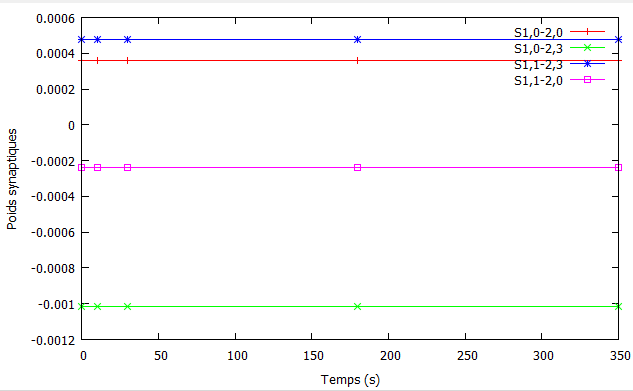 0.0006
0.0004
0.0002
0
-0.0002
-0.0004
-0.0006
-0.0008
-0.001
-0.0012
Poids synaptiques
S1,0-2,0
S1,0-2,3
S1,1-2,3
S1,1-2,0
0 50 100 150 200 250 300 350
Temps (s)